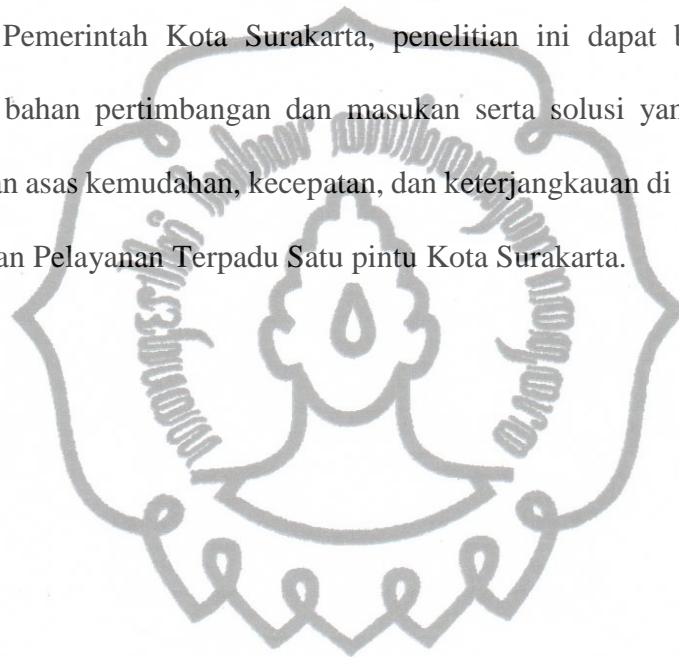 Pemerintah Kota Surakarta, penelitian ini dapat b
bahan pertimbangan dan masukan serta solusi yan
an asas kemudahan, kecepatan, dan keterjangkauan di
an Pelayanan Terpadu Satu pintu Kota Surakarta.